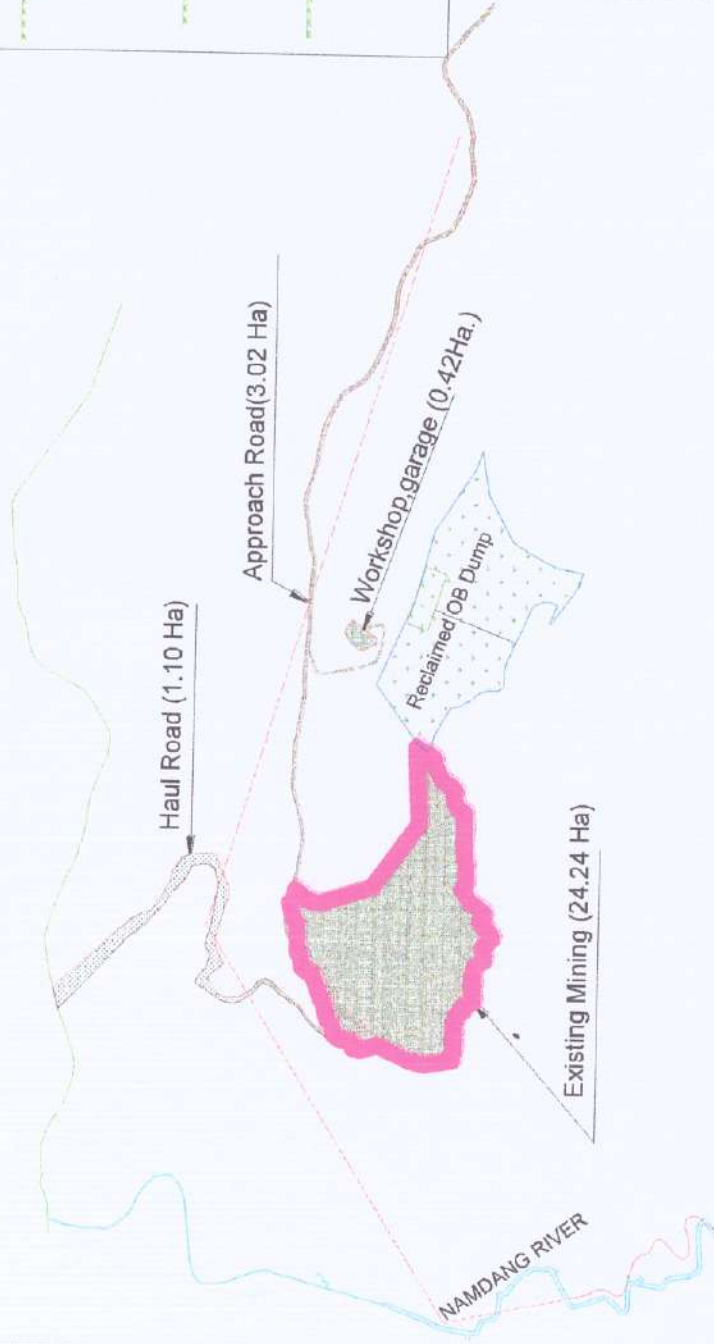 Haul Road (1.10 Ha)
Approach Road(3.02 Ha)
Workshop,garage (0.42Ha.)
Reclaimed OB Dump
Existing Mining (24.24 Ha)
NAMDANG RIVER